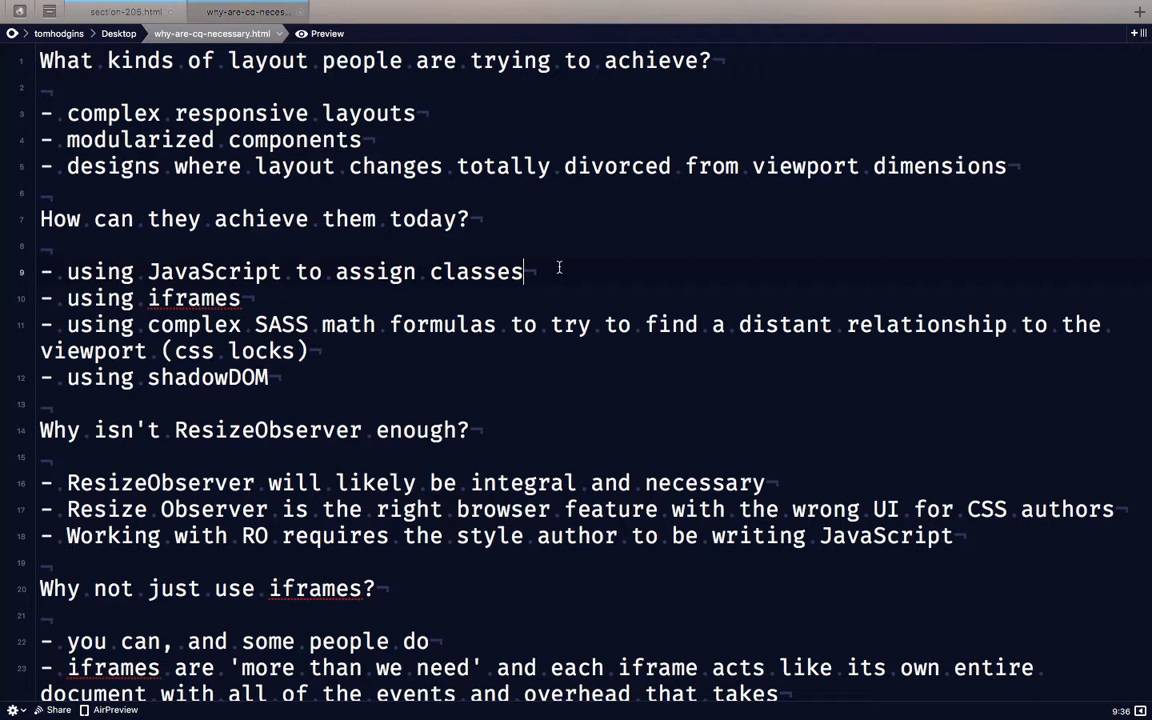 section-205.html
why-are-cq-neces...
tomhodgins Desktop why-are-cq-necessary.html Preview
1 What kinds of layout people are trying to achieve?
2
3 - complex responsive layouts
4 - modularized components
5 - designs where layout changes totally divorced from viewport dimensions
6
7 How can they achieve them today?
8
9 - using JavaScript to assign classes
10 - using iframes
11 - using complex SASS math formulas to try to find a distant relationship to the
viewport (css locks)
12 - using shadowDOM
13
14 Why isn't ResizeObserver enough?
15
16 - ResizeObserver will likely be integral and necessary
17 - Resize Observer is the right browser feature with the wrong UI for CSS authors
18 - Working with RO requires the style author to be writing JavaScript
19
20 Why not just use iframes?
21
22 - you can, and some people do
23 - iframes are 'more than we need' and each iframe acts like its own entire
document with all of the events and overhead that takes
Share AirPreview 9:36